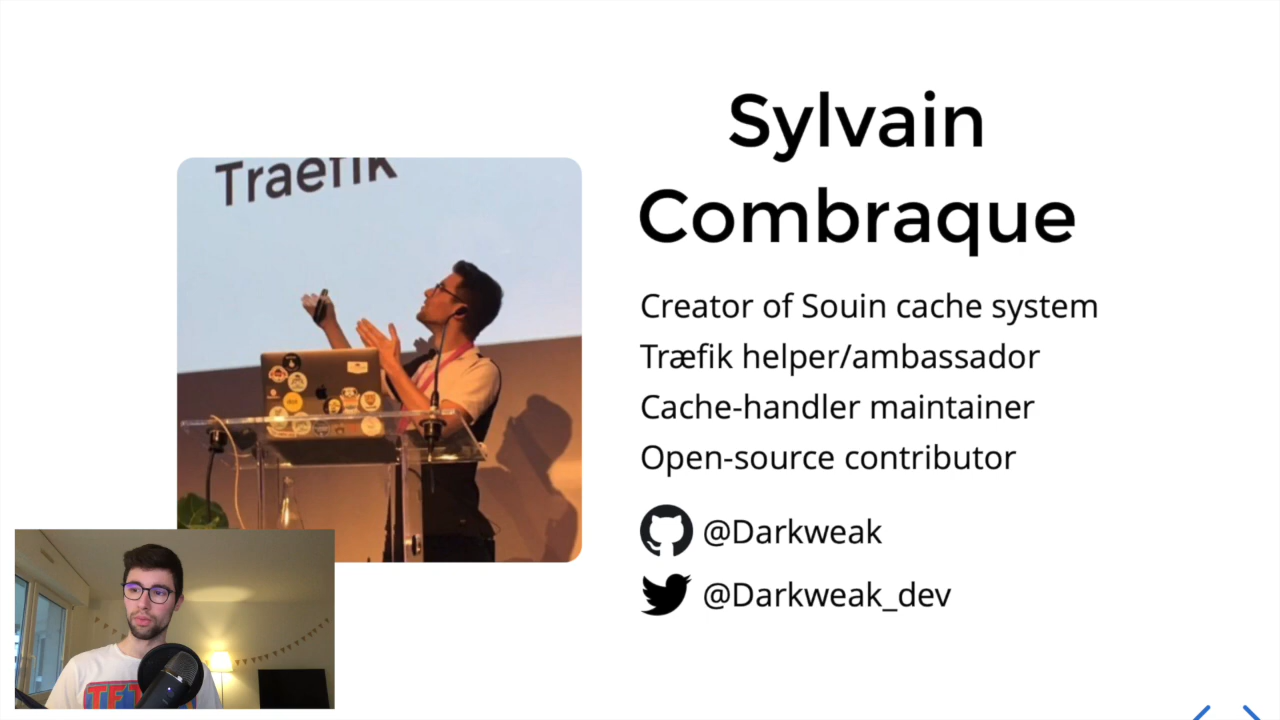 Sylvain
Combraque
Traefik
Creator of Souin cache system
Træfik helper/ambassador
Cache-handler maintainer
Open-source contributor
@Darkweak
@Darkweak_dev